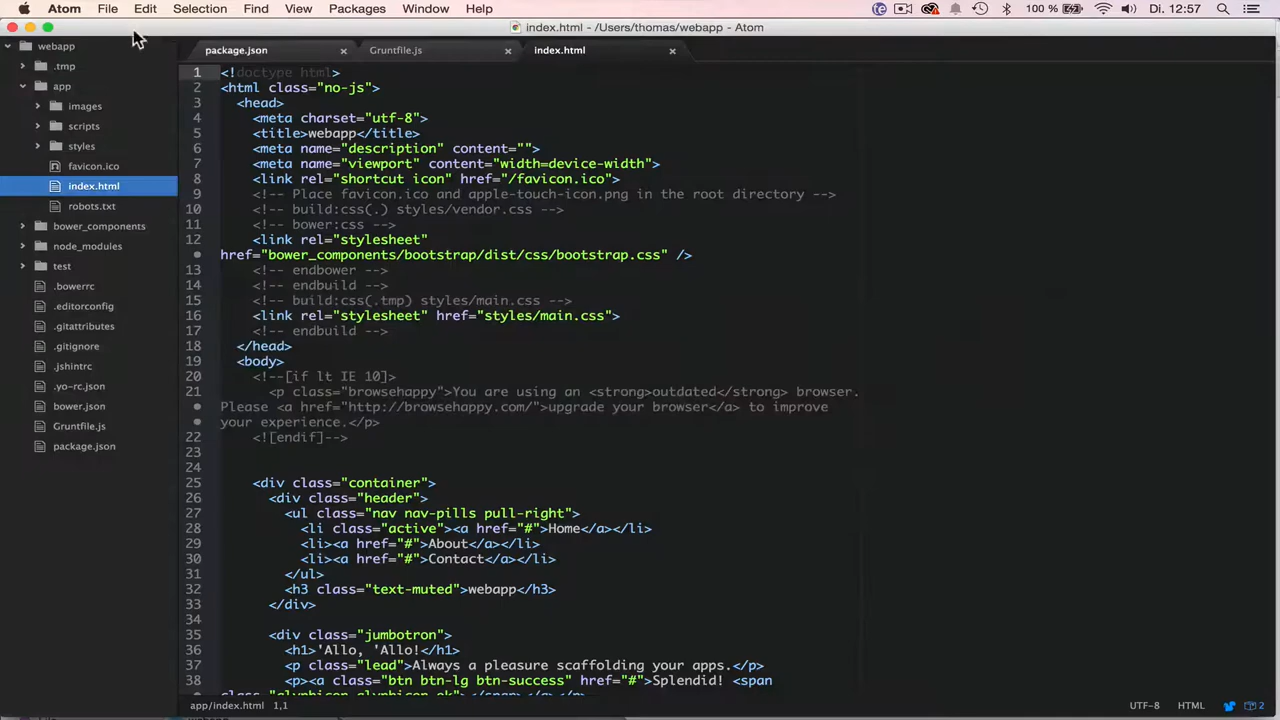 Atom File Edit Selection Find View Packages Window Help 100 % Di. 12:57
index.html - /Users/thomas/webapp - Atom
webapp
.tmp
app
images
scripts
styles
favicon.ico
index.html
robots.txt
bower_components
node_modules
test
.bowerrc
.editorconfig
.gitattributes
.gitignore
.jshintrc
.yo-rc.json
bower.json
Gruntfile.js
package.json
package.json Gruntfile.js index.html
1 <!doctype html>
2 <html class="no-js">
3 <head>
4 <meta charset="utf-8">
5 <title>webapp</title>
6 <meta name="description" content="">
7 <meta name="viewport" content="width=device-width">
8 <link rel="shortcut icon" href="/favicon.ico">
9 <!-- Place favicon.ico and apple-touch-icon.png in the root directory -->
10 <!-- build:css(.) styles/vendor.css -->
11 <!-- bower:css -->
12 <link rel="stylesheet"
href="bower_components/bootstrap/dist/css/bootstrap.css" />
13 <!-- endbower -->
14 <!-- endbuild -->
15 <!-- build:css(.tmp) styles/main.css -->
16 <link rel="stylesheet" href="styles/main.css">
17 <!-- endbuild -->
18 </head>
19 <body>
20 <!--[if lt IE 10]>
21 <p class="browsehappy">You are using an <strong>outdated</strong> browser.
Please <a href="http://browsehappy.com/">upgrade your browser</a> to improve
your experience.</p>
22 <![endif]-->
23
24
25 <div class="container">
26 <div class="header">
27 <ul class="nav nav-pills pull-right">
28 <li class="active"><a href="#">Home</a></li>
29 <li><a href="#">About</a></li>
30 <li><a href="#">Contact</a></li>
31 </ul>
32 <h3 class="text-muted">webapp</h3>
33 </div>
34
35 <div class="jumbotron">
36 <h1>'Allo, 'Allo!</h1>
37 <p class="lead">Always a pleasure scaffolding your apps.</p>
38 <p><a class="btn btn-lg btn-success" href="#">Splendid! <span
class="glyphicon glyphicon-ok"></span></a></p>
app/index.html 1,1 UTF-8 HTML 2